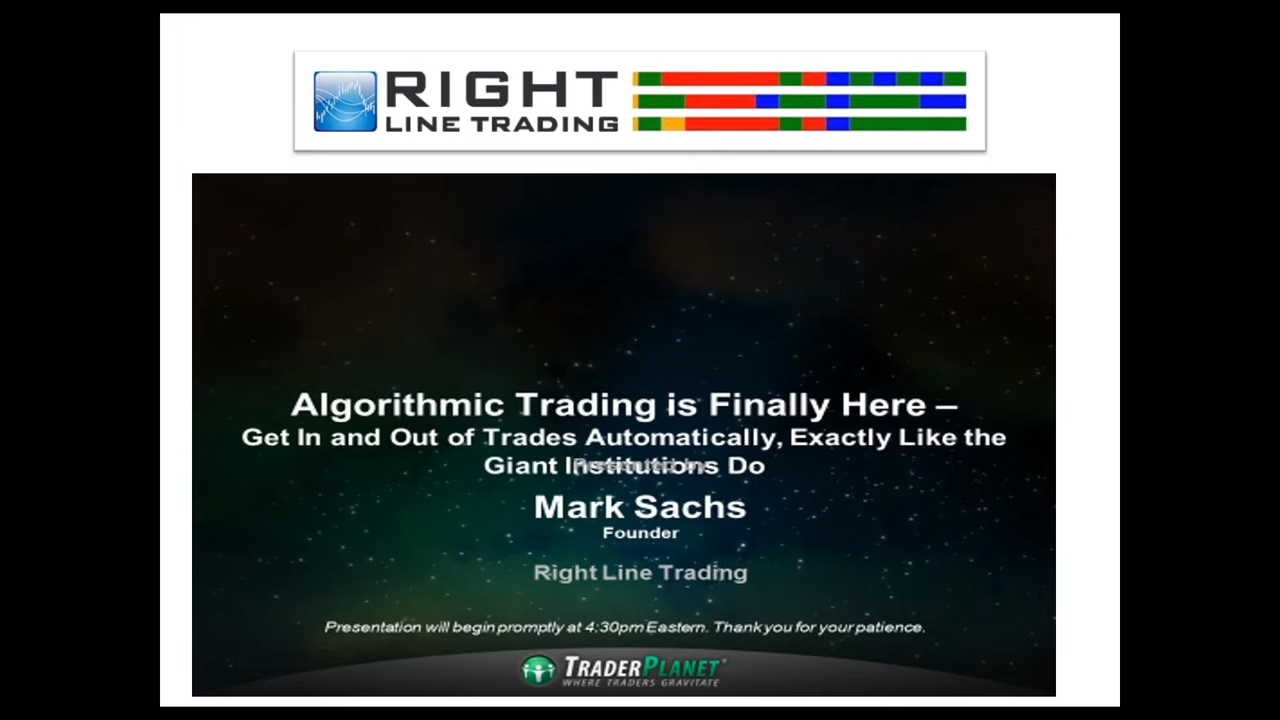 RIGHT
LINE TRADING
Algorithmic Trading is Finally Here –
Get In and Out of Trades Automatically, Exactly Like the
Giant Institutions Do
Presented by
Mark Sachs
Founder
Right Line Trading
Presentation will begin promptly at 4:30pm Eastern. Thank you for your patience.
TRADERPLANET
WHERE TRADERS GRAVITATE